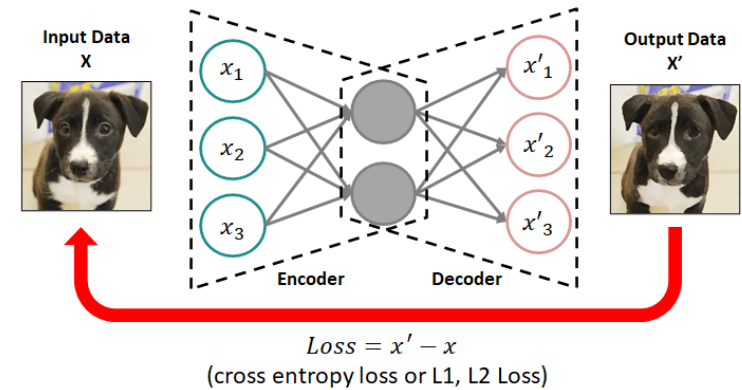 Input Data
X
x₁
x₂
x₃
x'₁
x'₂
x'₃
Output Data
X'
Encoder
Decoder
Loss = x' − x
(cross entropy loss or L1, L2 Loss)